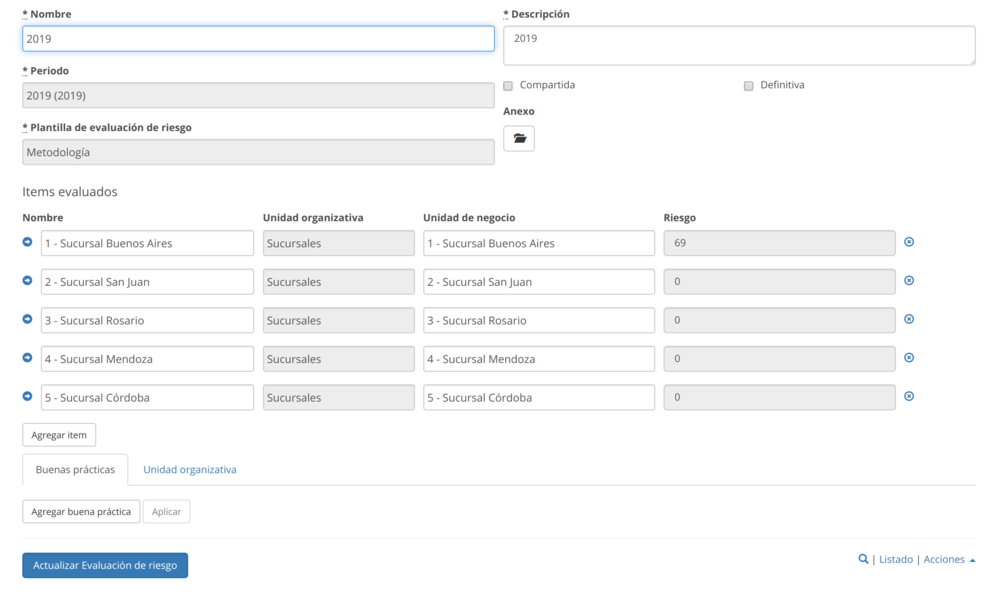 * Nombre
2019
* Descripción
2019
* Periodo
2019 (2019)
Compartida
Definitiva
Anexo
* Plantilla de evaluación de riesgo
Metodología
Items evaluados
Nombre Unidad organizativa Unidad de negocio Riesgo
1 - Sucursal Buenos Aires Sucursales 1 - Sucursal Buenos Aires 69
2 - Sucursal San Juan Sucursales 2 - Sucursal San Juan 0
3 - Sucursal Rosario Sucursales 3 - Sucursal Rosario 0
4 - Sucursal Mendoza Sucursales 4 - Sucursal Mendoza 0
5 - Sucursal Córdoba Sucursales 5 - Sucursal Córdoba 0
Agregar item
Buenas prácticas Unidad organizativa
Agregar buena práctica Aplicar
Actualizar Evaluación de riesgo | Listado | Acciones